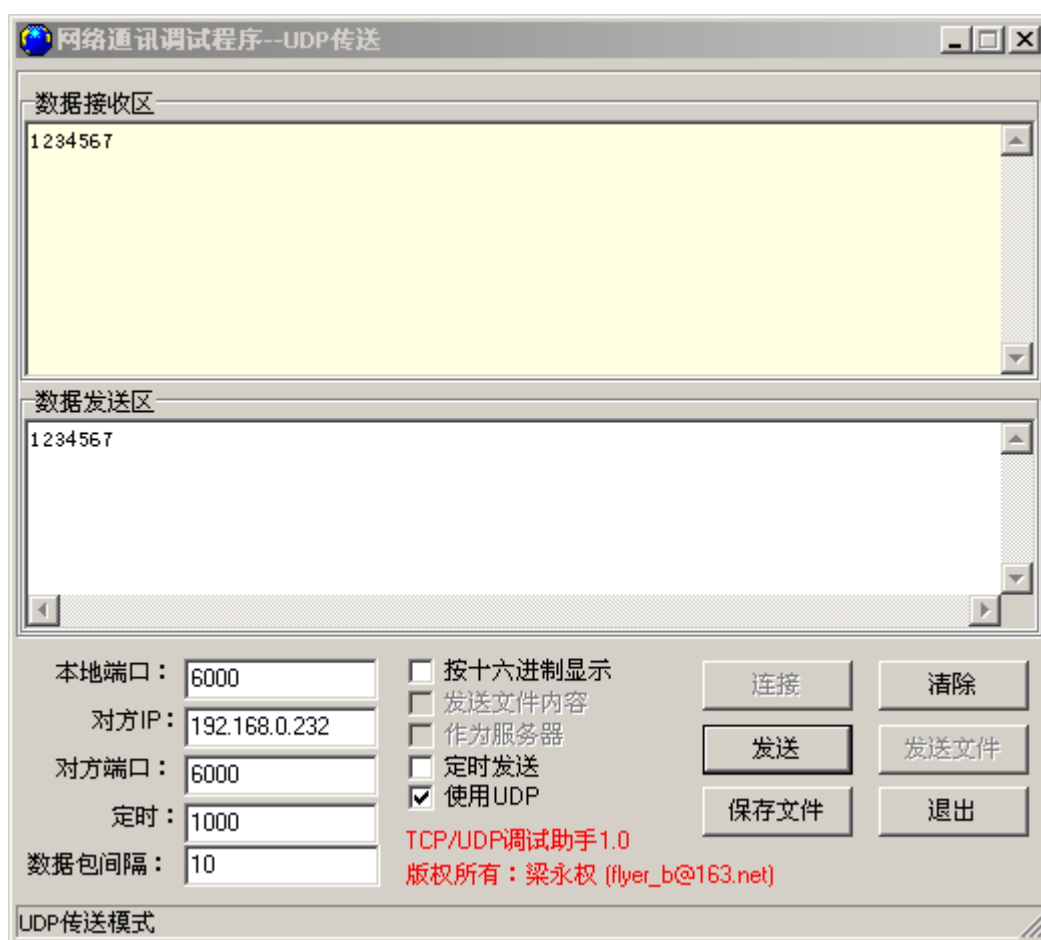 网络通讯调试程序--UDP传送
数据接收区
1234567
数据发送区
1234567
本地端口：
6000
对方IP：
192.168.0.232
对方端口：
6000
定时：
1000
数据包间隔：
10
按十六进制显示
发送文件内容
作为服务器
定时发送
使用UDP
TCP/UDP调试助手1.0
版权所有：梁永权 (flyer_b@163.net)
连接
清除
发送
发送文件
保存文件
退出
UDP传送模式